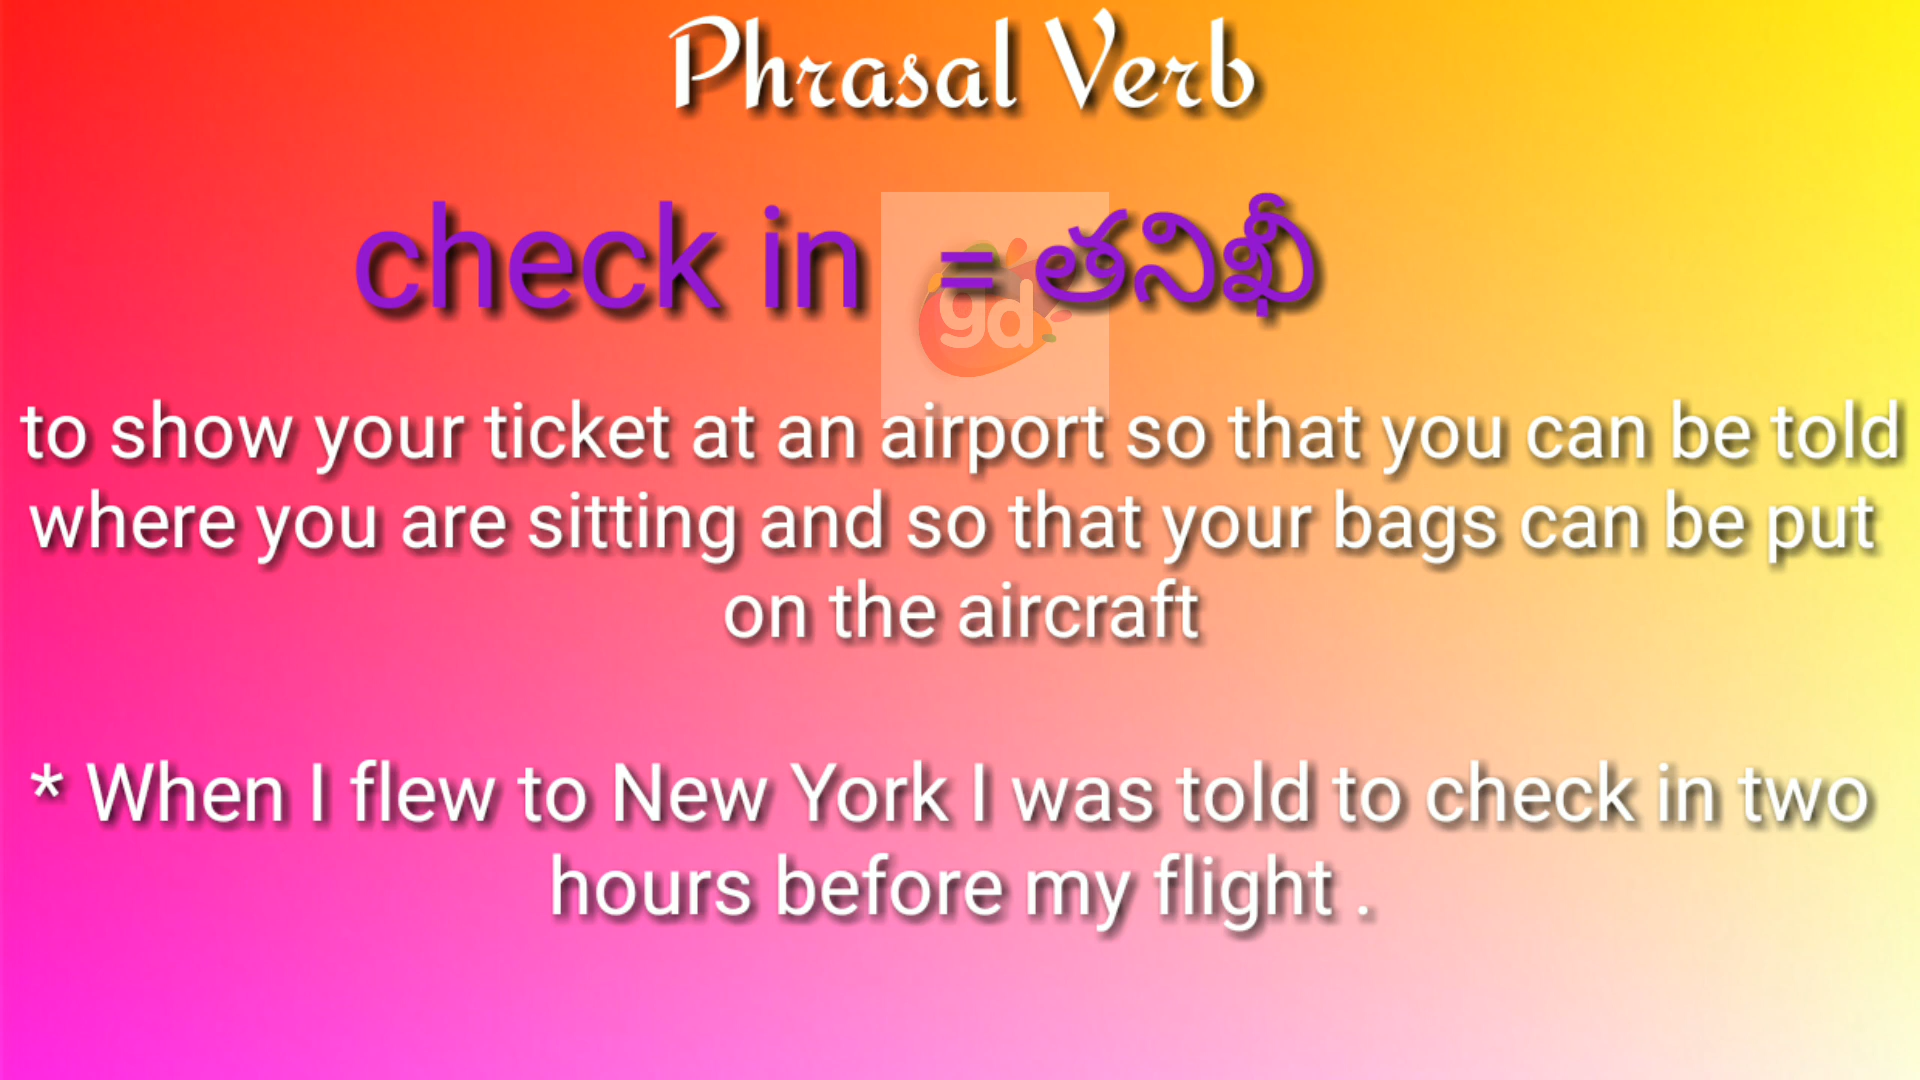 Phrasal Verb
check in = తనిఖీ
gd
to show your ticket at an airport so that you can be told
where you are sitting and so that your bags can be put
on the aircraft
* When I flew to New York I was told to check in two
hours before my flight .